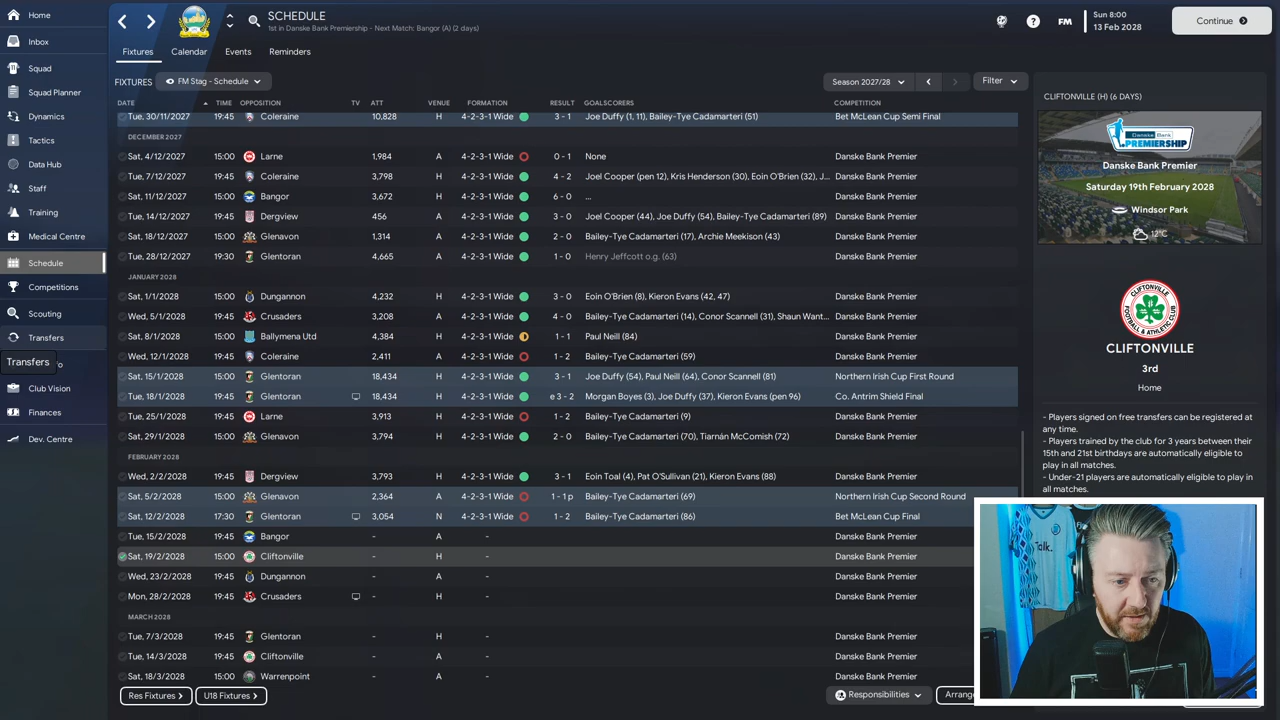 Home
SCHEDULE
1st in Danske Bank Premiership - Next Match: Bangor (A) (2 days)
FM
Sun 8:00
13 Feb 2028
Continue
Inbox
Squad
Squad Planner
Dynamics
Tactics
Data Hub
Staff
Training
Medical Centre
Schedule
Competitions
Scouting
Transfers
Transfers
Club Vision
Finances
Dev. Centre
Fixtures Calendar Events Reminders
FIXTURES FM Stag - Schedule Season 2027/28 Filter
DATE TIME OPPOSITION TV ATT VENUE FORMATION RESULT GOALSCORERS COMPETITION
Tue, 30/11/2027 19:45 Coleraine 10,828 H 4-2-3-1 Wide 3 - 1 Joe Duffy (1, 11), Bailey-Tye Cadamarteri (51) Bet McLean Cup Semi Final
DECEMBER 2027
Sat, 4/12/2027 15:00 Larne 1,984 A 4-2-3-1 Wide 0 - 1 None Danske Bank Premier
Tue, 7/12/2027 19:45 Coleraine 3,798 H 4-2-3-1 Wide 4 - 2 Joel Cooper (pen 12), Kris Henderson (30), Eoin O'Brien (32), J... Danske Bank Premier
Sat, 11/12/2027 15:00 Bangor 3,672 H 4-2-3-1 Wide 6 - 0 ... Danske Bank Premier
Tue, 14/12/2027 19:45 Dergview 456 A 4-2-3-1 Wide 3 - 0 Joel Cooper (44), Joe Duffy (54), Bailey-Tye Cadamarteri (89) Danske Bank Premier
Sat, 18/12/2027 15:00 Glenavon 1,314 A 4-2-3-1 Wide 2 - 0 Bailey-Tye Cadamarteri (17), Archie Meekison (43) Danske Bank Premier
Tue, 28/12/2027 19:30 Glentoran 4,665 A 4-2-3-1 Wide 1 - 0 Henry Jeffcott o.g. (63) Danske Bank Premier
JANUARY 2028
Sat, 1/1/2028 15:00 Dungannon 4,232 H 4-2-3-1 Wide 3 - 0 Eoin O'Brien (8), Kieron Evans (42, 47) Danske Bank Premier
Wed, 5/1/2028 19:45 Crusaders 3,208 H 4-2-3-1 Wide 4 - 0 Bailey-Tye Cadamarteri (14), Conor Scannell (31), Shaun Want... Danske Bank Premier
Sat, 8/1/2028 15:00 Ballymena Utd 4,384 H 4-2-3-1 Wide 1 - 1 Paul Neill (84) Danske Bank Premier
Wed, 12/1/2028 19:45 Coleraine 2,411 A 4-2-3-1 Wide 1 - 2 Bailey-Tye Cadamarteri (59) Danske Bank Premier
Sat, 15/1/2028 15:00 Glentoran 18,434 H 4-2-3-1 Wide 3 - 1 Joe Duffy (54), Paul Neill (64), Conor Scannell (81) Northern Irish Cup First Round
Tue, 18/1/2028 19:45 Glentoran 18,434 H 4-2-3-1 Wide e 3 - 2 Morgan Boyes (3), Joe Duffy (37), Kieron Evans (pen 96) Co. Antrim Shield Final
Tue, 25/1/2028 19:45 Larne 3,913 H 4-2-3-1 Wide 1 - 2 Bailey-Tye Cadamarteri (9) Danske Bank Premier
Sat, 29/1/2028 15:00 Glenavon 3,794 H 4-2-3-1 Wide 2 - 0 Bailey-Tye Cadamarteri (70), Tiarnán McComish (72) Danske Bank Premier
FEBRUARY 2028
Wed, 2/2/2028 19:45 Dergview 3,793 H 4-2-3-1 Wide 3 - 1 Eoin Toal (4), Pat O'Sullivan (21), Kieron Evans (88) Danske Bank Premier
Sat, 5/2/2028 15:00 Glenavon 2,364 A 4-2-3-1 Wide 1 - 1 p Bailey-Tye Cadamarteri (69) Northern Irish Cup Second Round
Sat, 12/2/2028 17:30 Glentoran 3,054 N 4-2-3-1 Wide 1 - 2 Bailey-Tye Cadamarteri (86) Bet McLean Cup Final
Tue, 15/2/2028 19:45 Bangor - A - Danske Bank Premier
Sat, 19/2/2028 15:00 Cliftonville - H - Danske Bank Premier
Wed, 23/2/2028 19:45 Dungannon - A - Danske Bank Premier
Mon, 28/2/2028 19:45 Crusaders - H - Danske Bank Premier
MARCH 2028
Tue, 7/3/2028 19:45 Glentoran - H - Danske Bank Premier
Tue, 14/3/2028 19:45 Cliftonville - A - Danske Bank Premier
Sat, 18/3/2028 15:00 Warrenpoint - A - Danske Bank Premier
Res Fixtures U18 Fixtures Responsibilities Arrang
CLIFTONVILLE (H) (6 DAYS)
Danske Bank
PREMIERSHIP
Danske Bank Premier
Saturday 19th February 2028
Windsor Park
12°C
CLIFTONVILLE
FOOTBALL & ATHLETIC CLUB
CLIFTONVILLE
3rd
Home
- Players signed on free transfers can be registered at
any time.
- Players trained by the club for 3 years between their
15th and 21st birthdays are automatically eligible to
play in all matches.
- Under-21 players are automatically eligible to play in
all matches.
Talk.